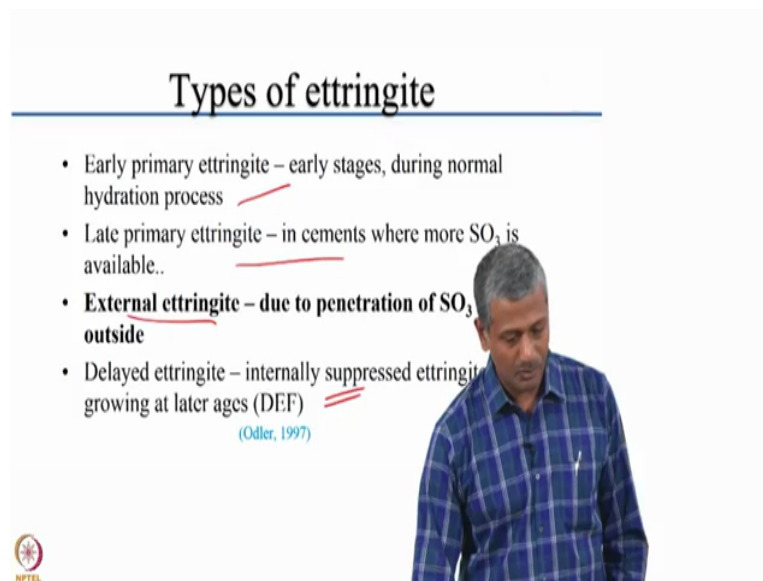 Types of ettringite
• Early primary ettringite – early stages, during normal
hydration process
• Late primary ettringite – in cements where more SO₃ is
available..
• External ettringite – due to penetration of SO₃
outside
• Delayed ettringite – internally suppressed
growing at later ages (DEF)
(Odler, 1997)
NPTEL